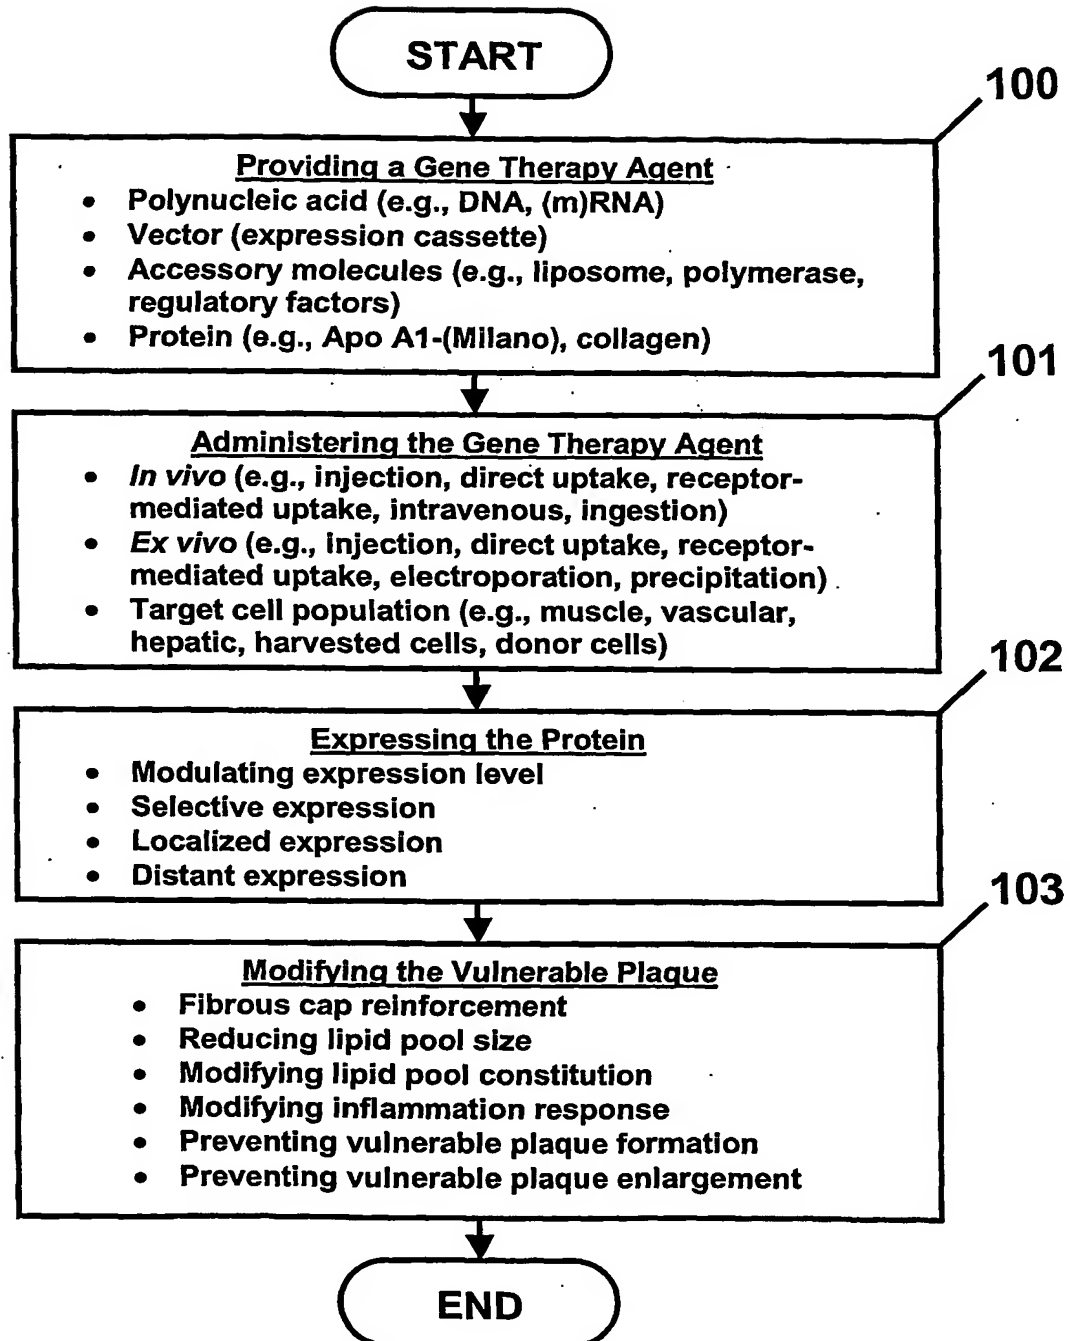 START
100
Providing a Gene Therapy Agent
• Polynucleic acid (e.g., DNA, (m)RNA)
• Vector (expression cassette)
• Accessory molecules (e.g., liposome, polymerase,
regulatory factors)
• Protein (e.g., Apo A1-(Milano), collagen)
101
Administering the Gene Therapy Agent
• In vivo (e.g., injection, direct uptake, receptor-
mediated uptake, intravenous, ingestion)
• Ex vivo (e.g., injection, direct uptake, receptor-
mediated uptake, electroporation, precipitation)
• Target cell population (e.g., muscle, vascular,
hepatic, harvested cells, donor cells)
102
Expressing the Protein
• Modulating expression level
• Selective expression
• Localized expression
• Distant expression
103
Modifying the Vulnerable Plaque
• Fibrous cap reinforcement
• Reducing lipid pool size
• Modifying lipid pool constitution
• Modifying inflammation response
• Preventing vulnerable plaque formation
• Preventing vulnerable plaque enlargement
END